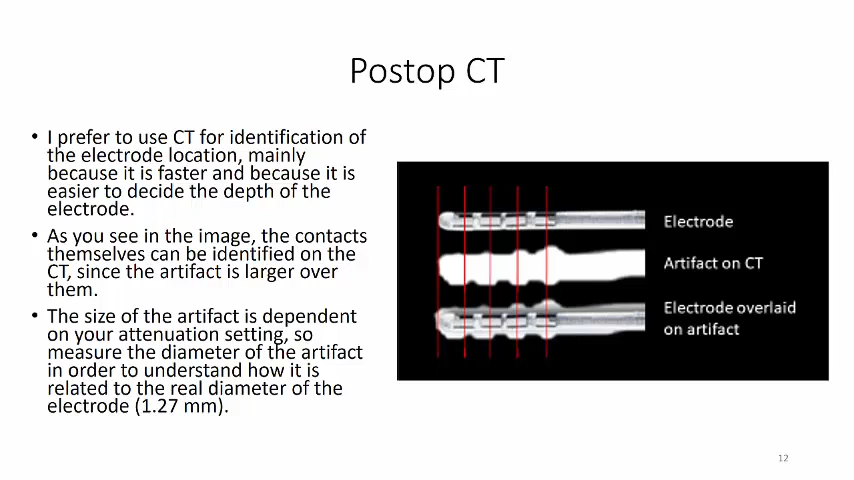 Postop CT
• I prefer to use CT for identification of
the electrode location, mainly
because it is faster and because it is
easier to decide the depth of the
electrode.
• As you see in the image, the contacts
themselves can be identified on the
CT, since the artifact is larger over
them.
• The size of the artifact is dependent
on your attenuation setting, so
measure the diameter of the artifact
in order to understand how it is
related to the real diameter of the
electrode (1.27 mm).
Electrode
Artifact on CT
Electrode overlaid
on artifact
12